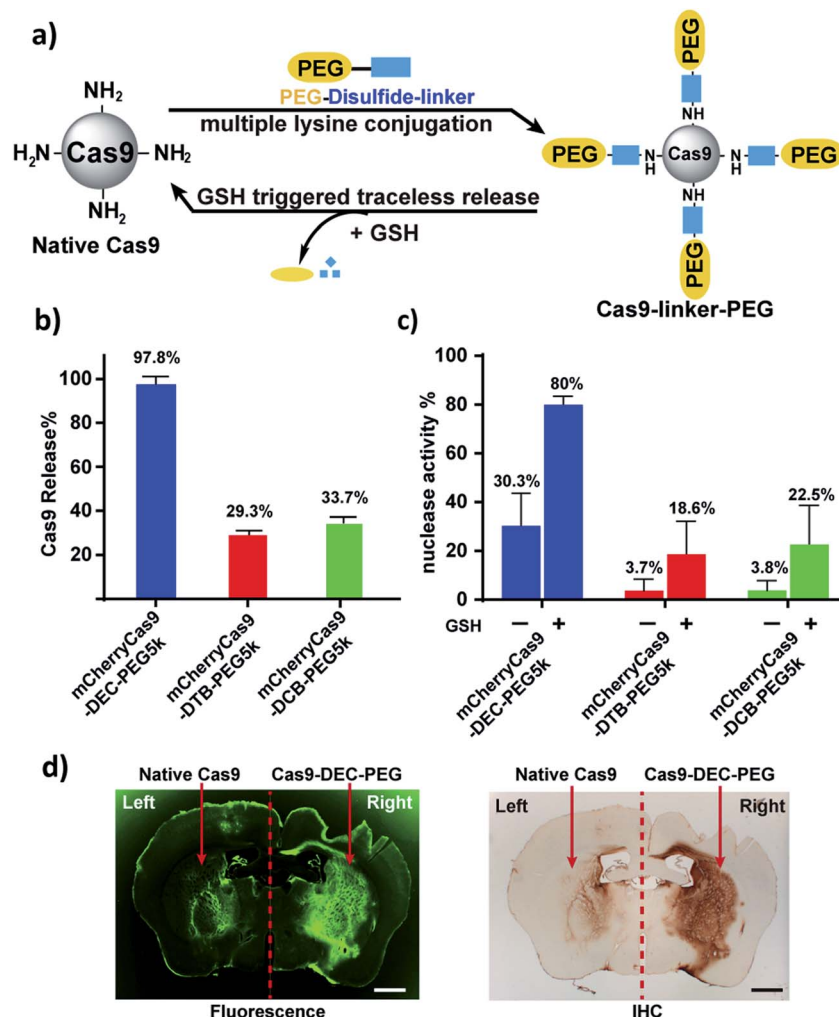 a)
PEG
PEG-Disulfide-linker
multiple lysine conjugation
NH2
H2N
Cas9
NH2
NH2
Native Cas9
GSH triggered traceless release
+ GSH
PEG
NH
PEG
N
H
Cas9
N
H
PEG
NH
PEG
Cas9-linker-PEG
b)
Cas9 Release%
100
80
60
40
20
97.8%
29.3%
33.7%
mCherryCas9
-DEC-PEG5k
mCherryCas9
-DTB-PEG5k
mCherryCas9
-DCB-PEG5k
c)
nuclease activity %
100
80
60
40
20
0
30.3%
80%
3.7%
18.6%
3.8%
22.5%
GSH − + − + − +
mCherryCas9
-DEC-PEG5k
mCherryCas9
-DTB-PEG5k
mCherryCas9
-DCB-PEG5k
d)
Native Cas9 Cas9-DEC-PEG
Left Right
Fluorescence
Native Cas9 Cas9-DEC-PEG
Left Right
IHC